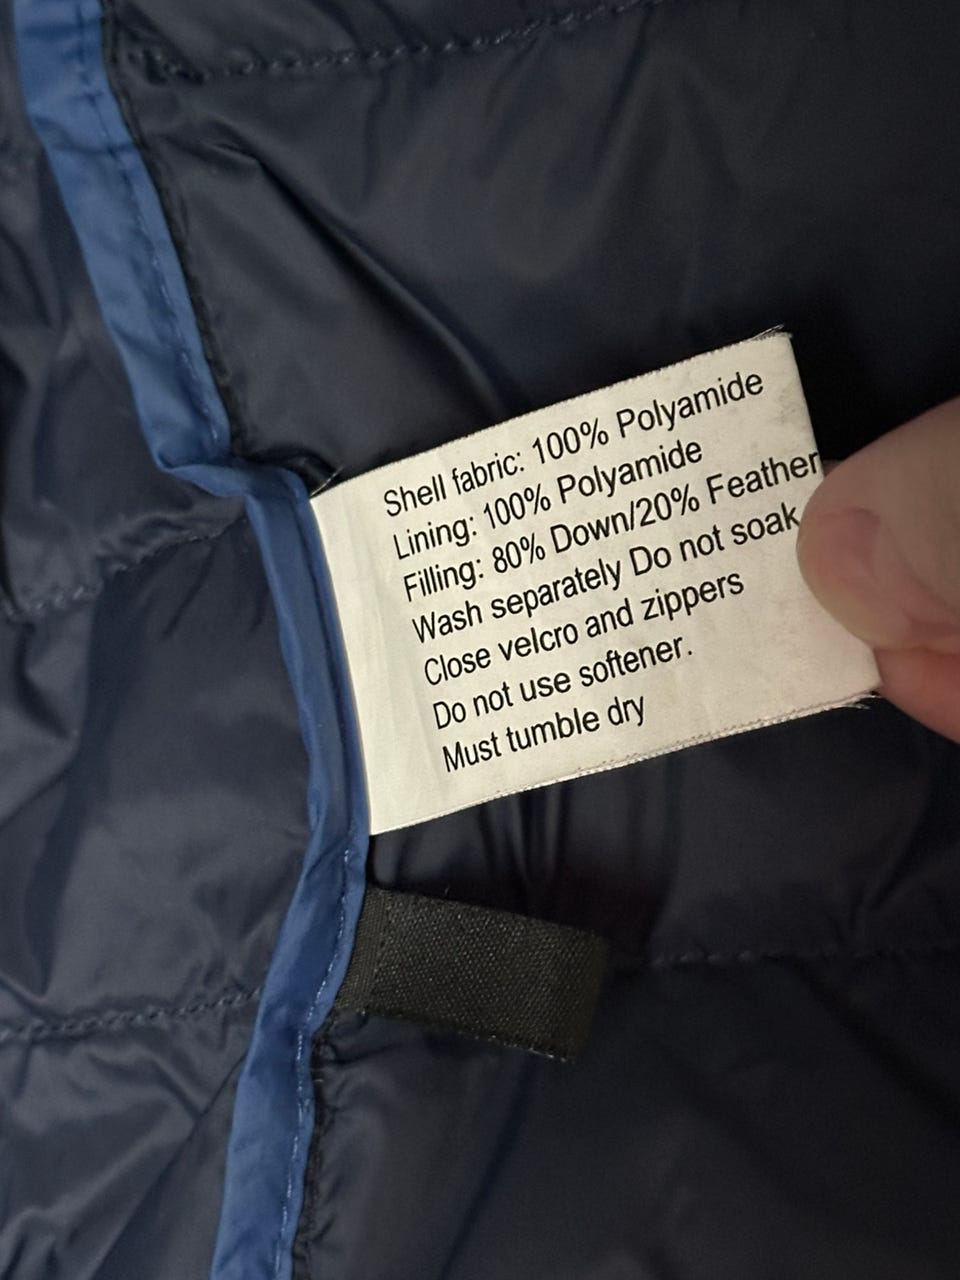 Shell fabric: 100% Polyamide
Lining: 100% Polyamide
Filling: 80% Down/20% Feather
Wash separately Do not soak
Close velcro and zippers
Do not use softener.
Must tumble dry